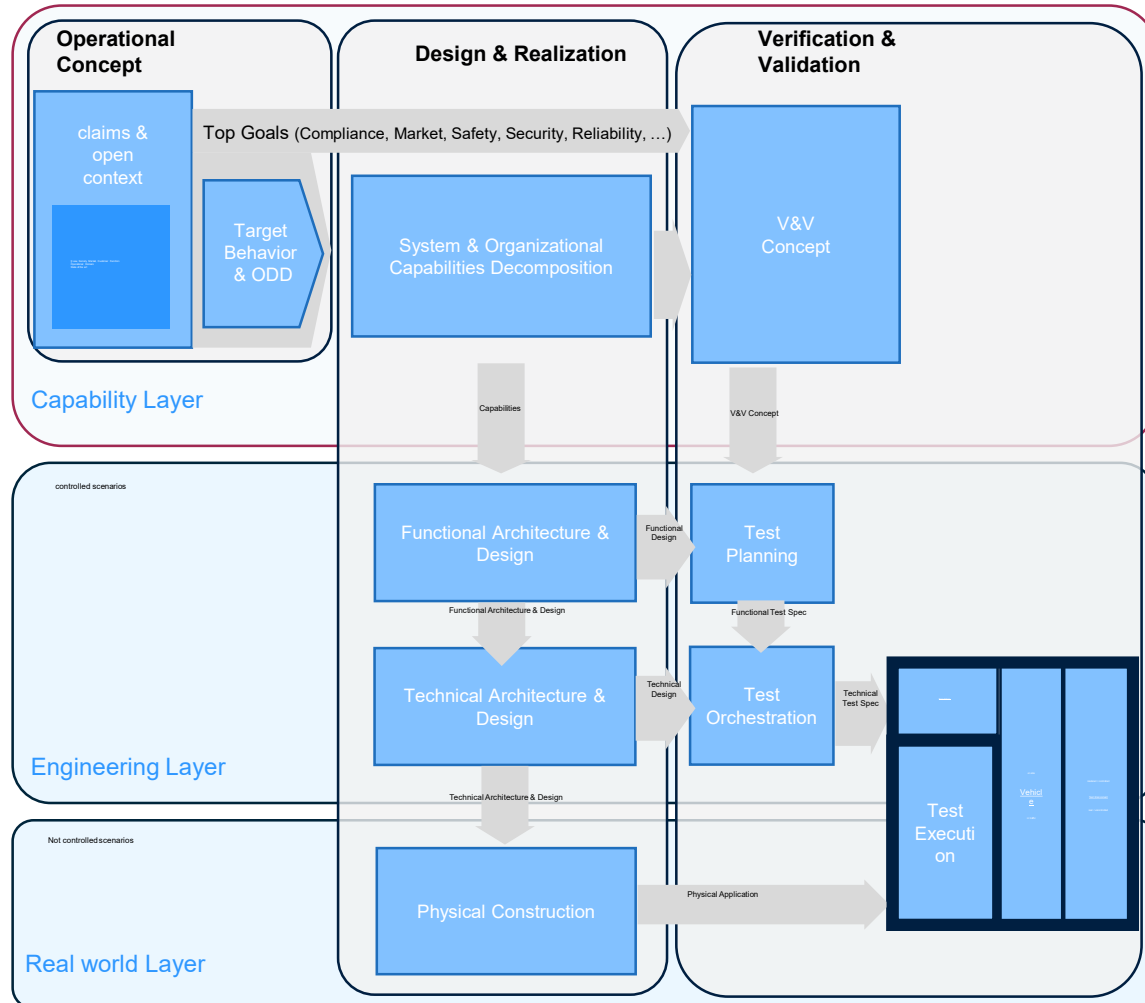 Operational
Concept
Design & Realization
Verification &
Validation
claims &
open
context
Top Goals (Compliance, Market, Safety, Security, Reliability, …)
Target
Behavior
& ODD
System & Organizational
Capabilities Decomposition
V&V
Concept
Capability Layer
Capabilities
V&V Concept
controlled scenarios
Functional Architecture &
Design
Functional
Design
Test
Planning
Functional Architecture & Design
Functional Test Spec
Technical Architecture &
Design
Technical
Design
Test
Orchestration
Technical
Test Spec
Engineering Layer
Technical Architecture & Design
Vehicl
e
Test
Executi
on
Not controlled scenarios
Physical Construction
Physical Application
Real world Layer